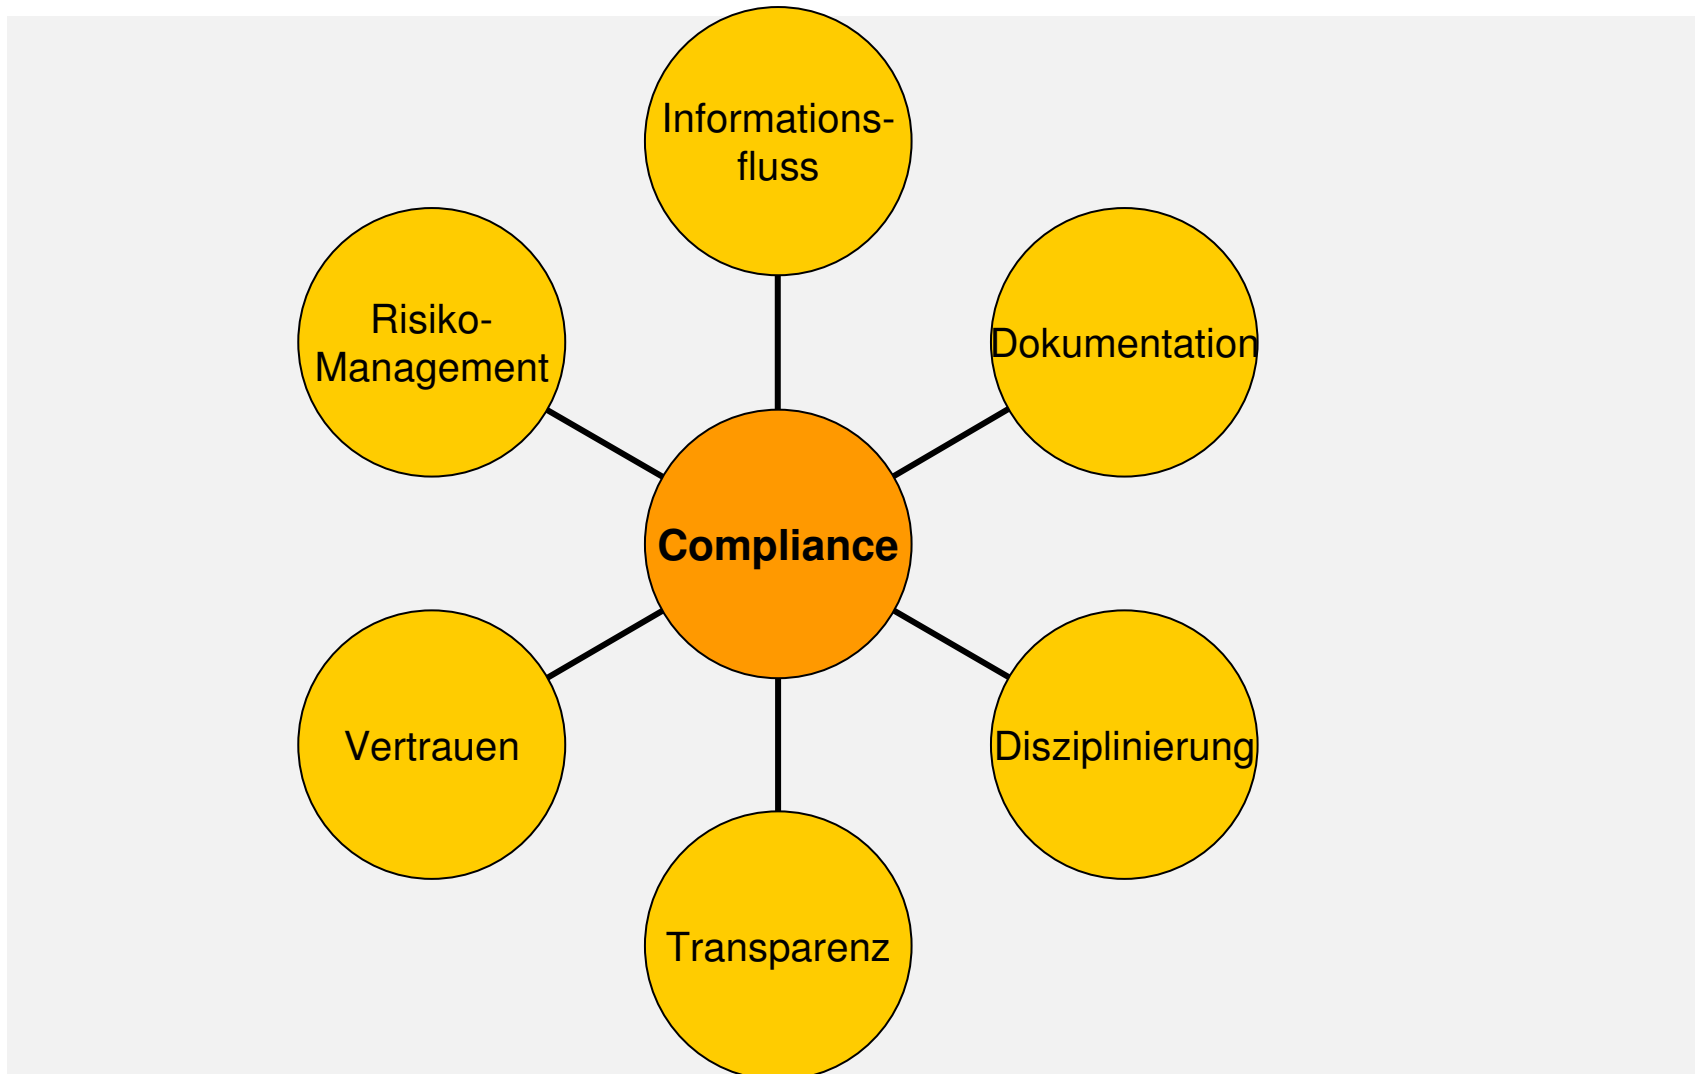 Informations-
fluss
Risiko-
Management
Dokumentation
Compliance
Vertrauen
Disziplinierung
Transparenz